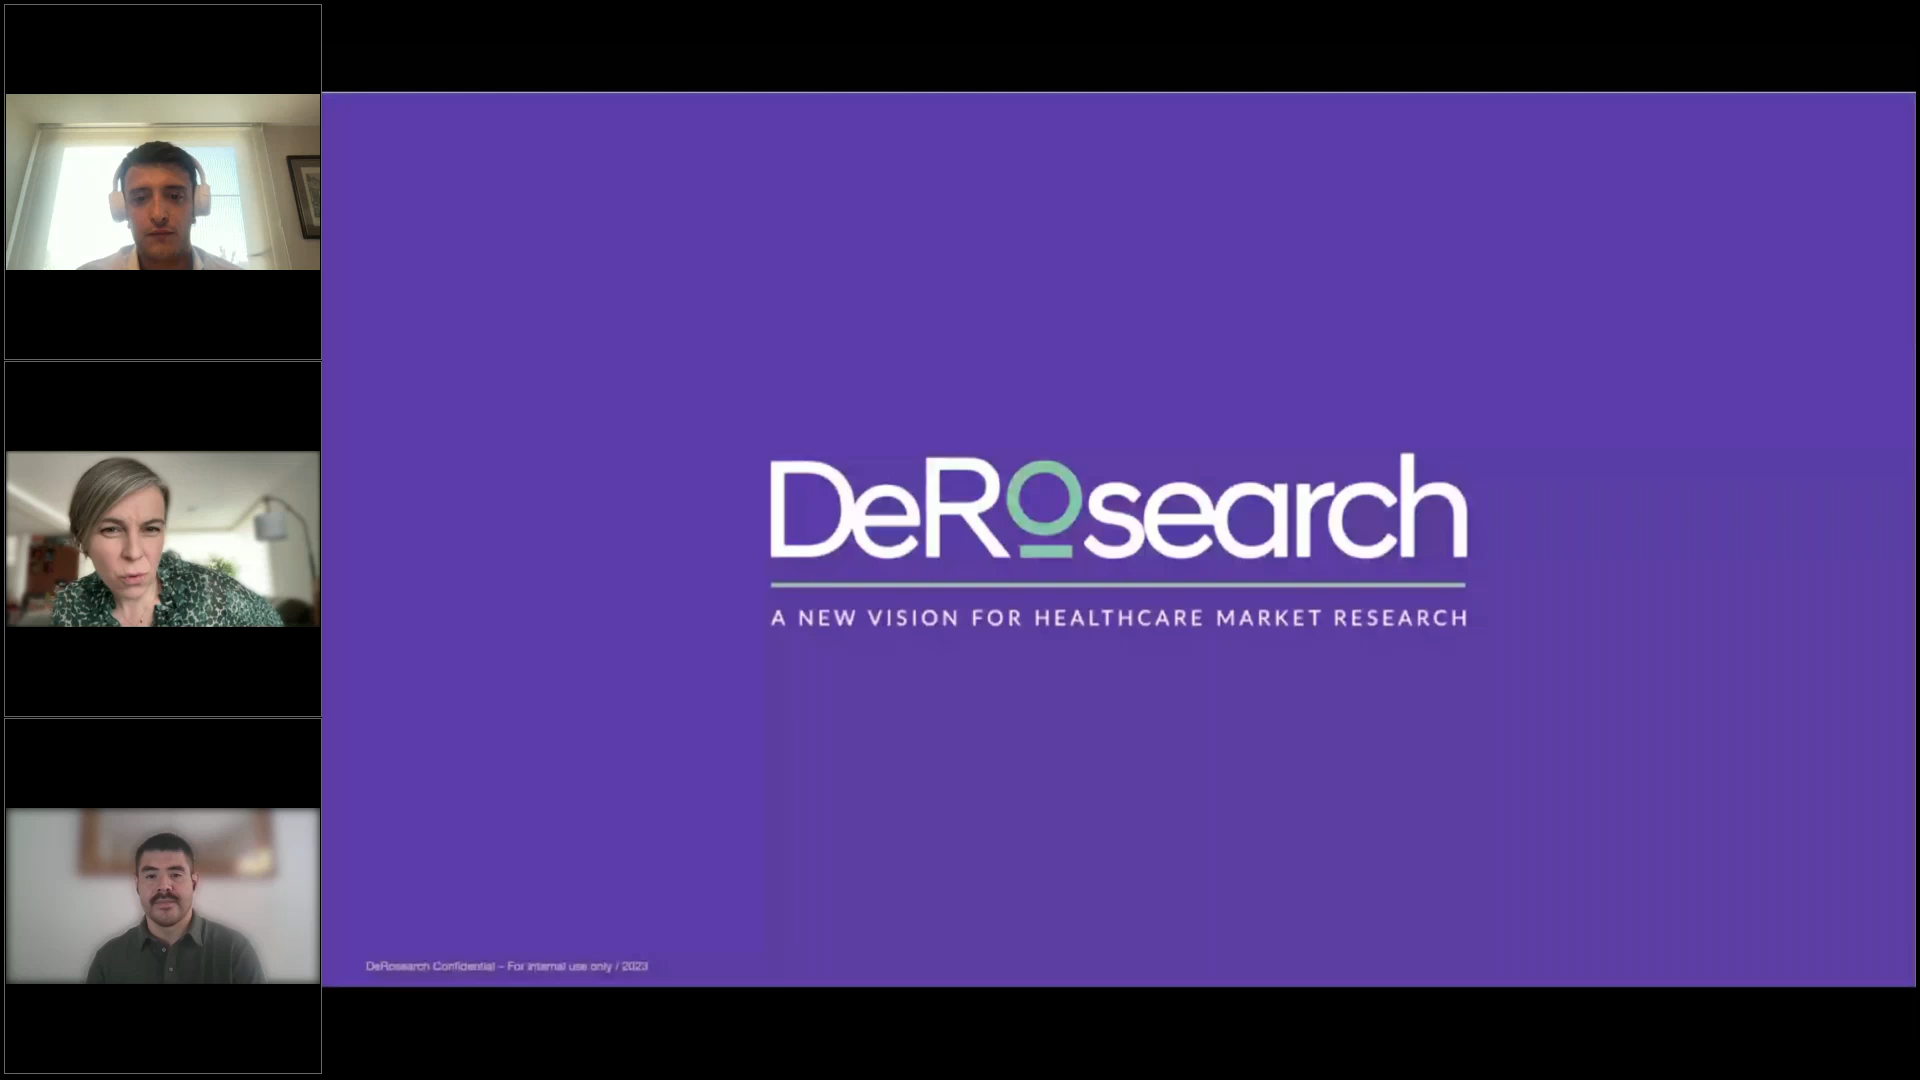 DeRosearch
A NEW VISION FOR HEALTHCARE MARKET RESEARCH
DeRosearch Confidential – For internal use only / 2023